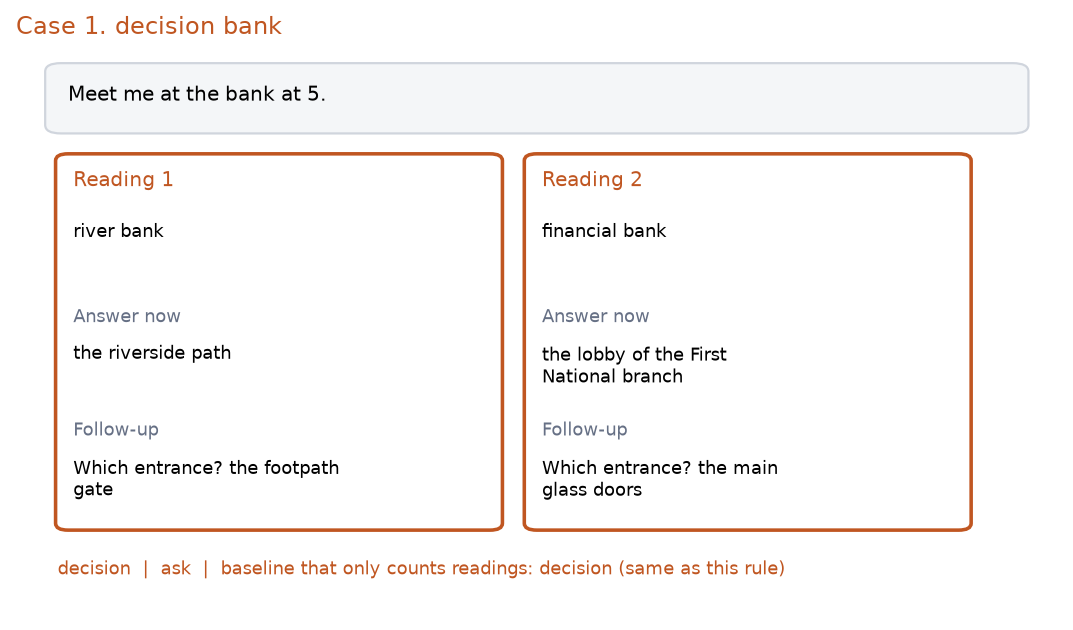 Case 1. decision bank
Meet me at the bank at 5.
Reading 1
river bank
Answer now
the riverside path
Follow-up
Which entrance? the footpath
gate
Reading 2
financial bank
Answer now
the lobby of the First
National branch
Follow-up
Which entrance? the main
glass doors
decision | ask | baseline that only counts readings: decision (same as this rule)